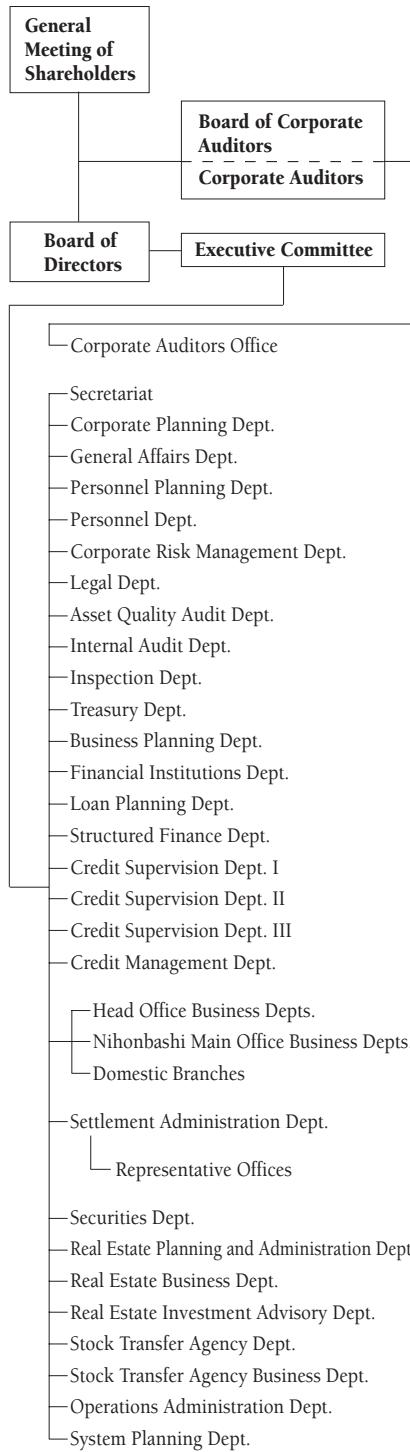 General
Meeting of
Shareholders
Board of Corporate
Auditors
Corporate Auditors
Board of
Directors
Executive Committee
Corporate Auditors Office
Secretariat
Corporate Planning Dept.
General Affairs Dept.
Personnel Planning Dept.
Personnel Dept.
Corporate Risk Management Dept.
Legal Dept.
Asset Quality Audit Dept.
Internal Audit Dept.
Inspection Dept.
Treasury Dept.
Business Planning Dept.
Financial Institutions Dept.
Loan Planning Dept.
Structured Finance Dept.
Credit Supervision Dept. I
Credit Supervision Dept. II
Credit Supervision Dept. III
Credit Management Dept.
Head Office Business Depts.
Nihonbashi Main Office Business Depts.
Domestic Branches
Settlement Administration Dept.
Representative Offices
Securities Dept.
Real Estate Planning and Administration Dept
Real Estate Business Dept.
Real Estate Investment Advisory Dept.
Stock Transfer Agency Dept.
Stock Transfer Agency Business Dept.
Operations Administration Dept.
System Planning Dept.